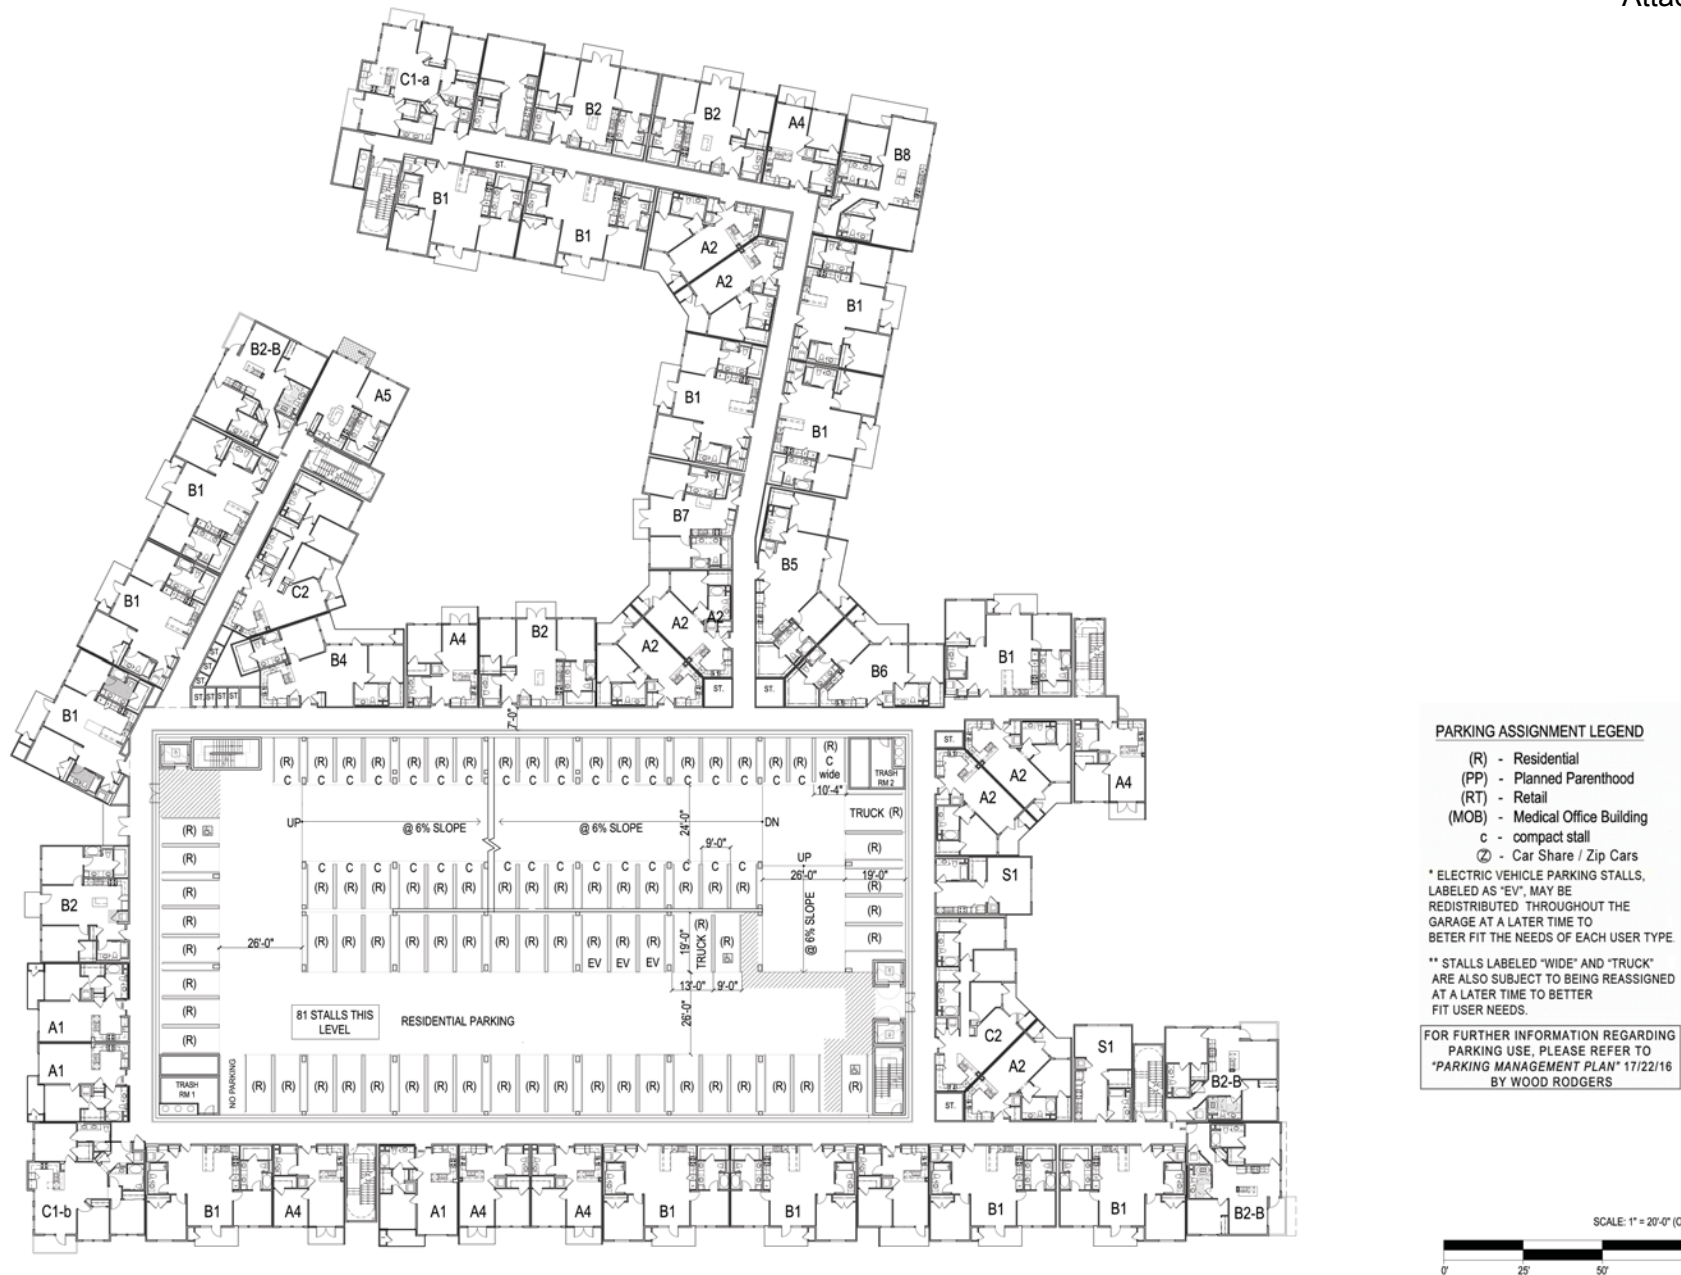 Attac
C1-a
B2
B2
A4
B8
ST.
B1
B1
A2
A2
B1
B2-B
A5
B1
B1
B1
B7
B5
B1
C2
A4
B2
A2
A2
A2
B4
B6
B1
ST.
ST.
ST.
ST. ST. ST. ST.
ST.
ST.
B1
7'-0"
(R) (R) (R) (R) (R) (R) (R) (R) (R) (R) (R) (R) (R) (R) (R) (R) (R) (R)
C C C C C C C C C C C C C C C C C C
wide
10'-4"
TRASH
RM 2
ST.
A2
A2
A4
UP
@ 6% SLOPE
@ 6% SLOPE
24'-0"
DN
TRUCK (R)
9'-0"
UP
26'-0"
19'-0"
@ 6% SLOPE
(R)
(R)
(R)
(R)
(R)
(R)
(R)
(R)
C C C C C C C C C C C C
(R) (R) (R) (R) (R) (R) (R) (R) (R) (R) (R) (R) (R)
S1
B2
26'-0"
(R) (R) (R) (R) (R) (R) (R) (R) (R) (R) (R) (R) (R)
EV EV EV
19'-0"
(R)
TRUCK
(R)
13'-0" 9'-0"
26'-0"
(R)
(R)
(R)
(R)
A1
A1
81 STALLS THIS
LEVEL
RESIDENTIAL PARKING
C2
A2
S1
B2-B
ST.
TRASH
RM 1
NO PARKING
(R) (R) (R) (R) (R) (R) (R) (R) (R) (R) (R) (R) (R) (R) (R) (R) (R) (R) (R) (R) (R)
C1-b
B1
A4
A1
A4
A4
B1
B1
B1
B1
B2-B
PARKING ASSIGNMENT LEGEND
(R) - Residential
(PP) - Planned Parenthood
(RT) - Retail
(MOB) - Medical Office Building
c - compact stall
Z - Car Share / Zip Cars
* ELECTRIC VEHICLE PARKING STALLS,
LABELED AS "EV", MAY BE
REDISTRIBUTED THROUGHOUT THE
GARAGE AT A LATER TIME TO
BETER FIT THE NEEDS OF EACH USER TYPE.
** STALLS LABELED "WIDE" AND "TRUCK"
ARE ALSO SUBJECT TO BEING REASSIGNED
AT A LATER TIME TO BETTER
FIT USER NEEDS.
FOR FURTHER INFORMATION REGARDING
PARKING USE, PLEASE REFER TO
"PARKING MANAGEMENT PLAN" 17/22/16
BY WOOD RODGERS
SCALE: 1" = 20'-0" (O
0' 25' 50'